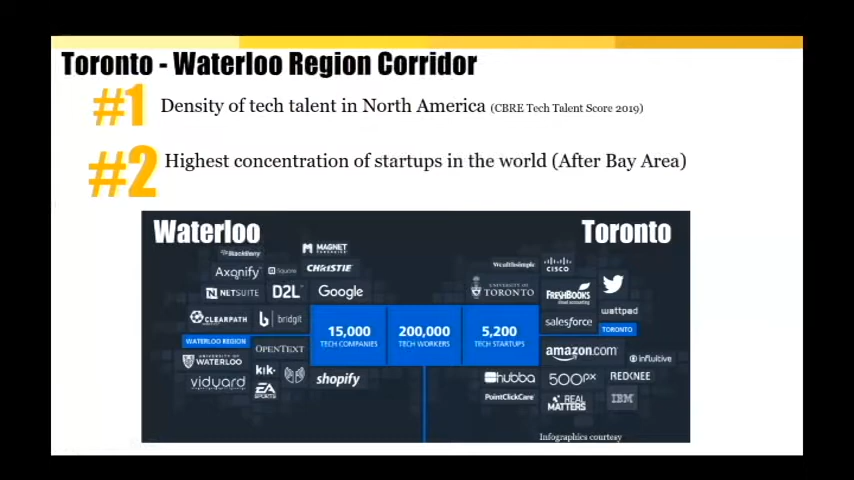 Toronto - Waterloo Region Corridor
#1 Density of tech talent in North America (CBRE Tech Talent Score 2019)
#2 Highest concentration of startups in the world (After Bay Area)
Waterloo
Toronto
BlackBerry
MAGNET
Axonify
Square
CHRISTIE
NETSUITE
D2L
Google
CLEARPATH
bridgit
WATERLOO REGION
OPENTEXT
UNIVERSITY OF
WATERLOO
kik
vidyard
EA
SPORTS
shopify
15,000
TECH COMPANIES
200,000
TECH WORKERS
5,200
TECH STARTUPS
Wealthsimple
CISCO
UNIVERSITY OF
TORONTO
FRESHBOOKS
cloud accounting
wattpad
salesforce
TORONTO
amazon.com
influitive
hubba
500px
REDKNEE
PointClickCare
REAL
MATTERS
IBM
Infographics courtesy